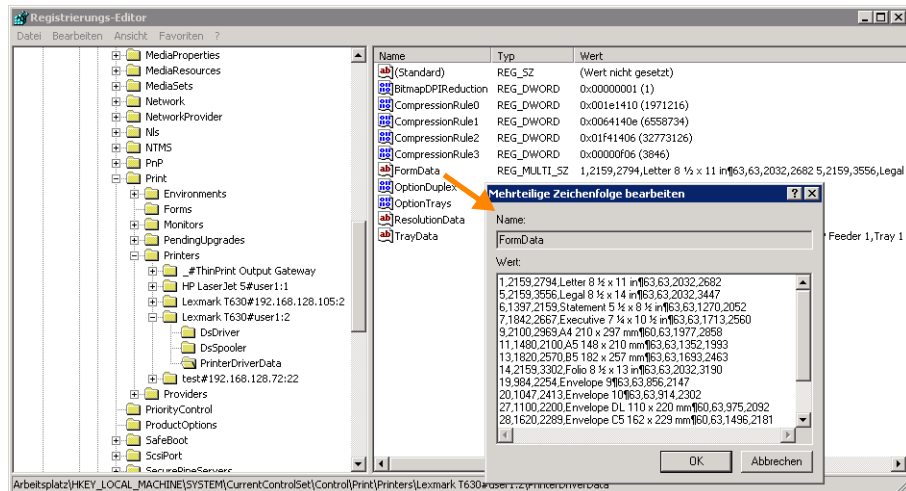 Registrierungs-Editor
Datei Bearbeiten Ansicht Favoriten ?
MediaProperties
MediaResources
MediaSets
Network
NetworkProvider
Nls
NTMS
PnP
Print
Environments
Forms
Monitors
PendingUpgrades
Printers
_#ThinPrint Output Gateway
HP LaserJet 5#user1:1
Lexmark T630#192.168.128.105:2
Lexmark T630#user1:2
DsDriver
DsSpooler
PrinterDriverData
test#192.168.128.72:22
Providers
PriorityControl
ProductOptions
SafeBoot
ScsiPort
SecurePipeServers
Name Typ Wert
(Standard) REG_SZ (Wert nicht gesetzt)
BitmapDPIReduction REG_DWORD 0x00000001 (1)
CompressionRule0 REG_DWORD 0x001e1410 (1971216)
CompressionRule1 REG_DWORD 0x0064140e (6558734)
CompressionRule2 REG_DWORD 0x01f41406 (32773126)
CompressionRule3 REG_DWORD 0x00000f06 (3846)
FormData REG_MULTI_SZ 1,2159,2794,Letter 8 ½ x 11 in¶63,63,2032,2682 5,2159,3556,Legal
OptionDuplex
OptionTrays
ResolutionData
TrayData Feeder 1,Tray 1
Mehrteilige Zeichenfolge bearbeiten
Name:
FormData
Wert:
1,2159,2794,Letter 8 ½ x 11 in¶63,63,2032,2682
5,2159,3556,Legal 8 ½ x 14 in¶63,63,2032,3447
6,1397,2159,Statement 5 ½ x 8 ½ in¶63,63,1270,2052
7,1842,2667,Executive 7 ¼ x 10 ½ in¶63,63,1713,2560
9,2100,2969,A4 210 x 297 mm¶60,63,1977,2858
11,1480,2100,A5 148 x 210 mm¶63,63,1352,1993
13,1820,2570,B5 182 x 257 mm¶63,63,1693,2463
14,2159,3302,Folio 8 ½ x 13 in¶63,63,2032,3190
19,984,2254,Envelope 9¶63,63,856,2147
20,1047,2413,Envelope 10¶63,63,914,2302
27,1100,2200,Envelope DL 110 x 220 mm¶60,63,975,2092
28,1620,2289,Envelope C5 162 x 229 mm¶60,63,1496,2181
OK Abbrechen
Arbeitsplatz\HKEY_LOCAL_MACHINE\SYSTEM\CurrentControlSet\Control\Print\Printers\Lexmark T630#user1:2\PrinterDriverData